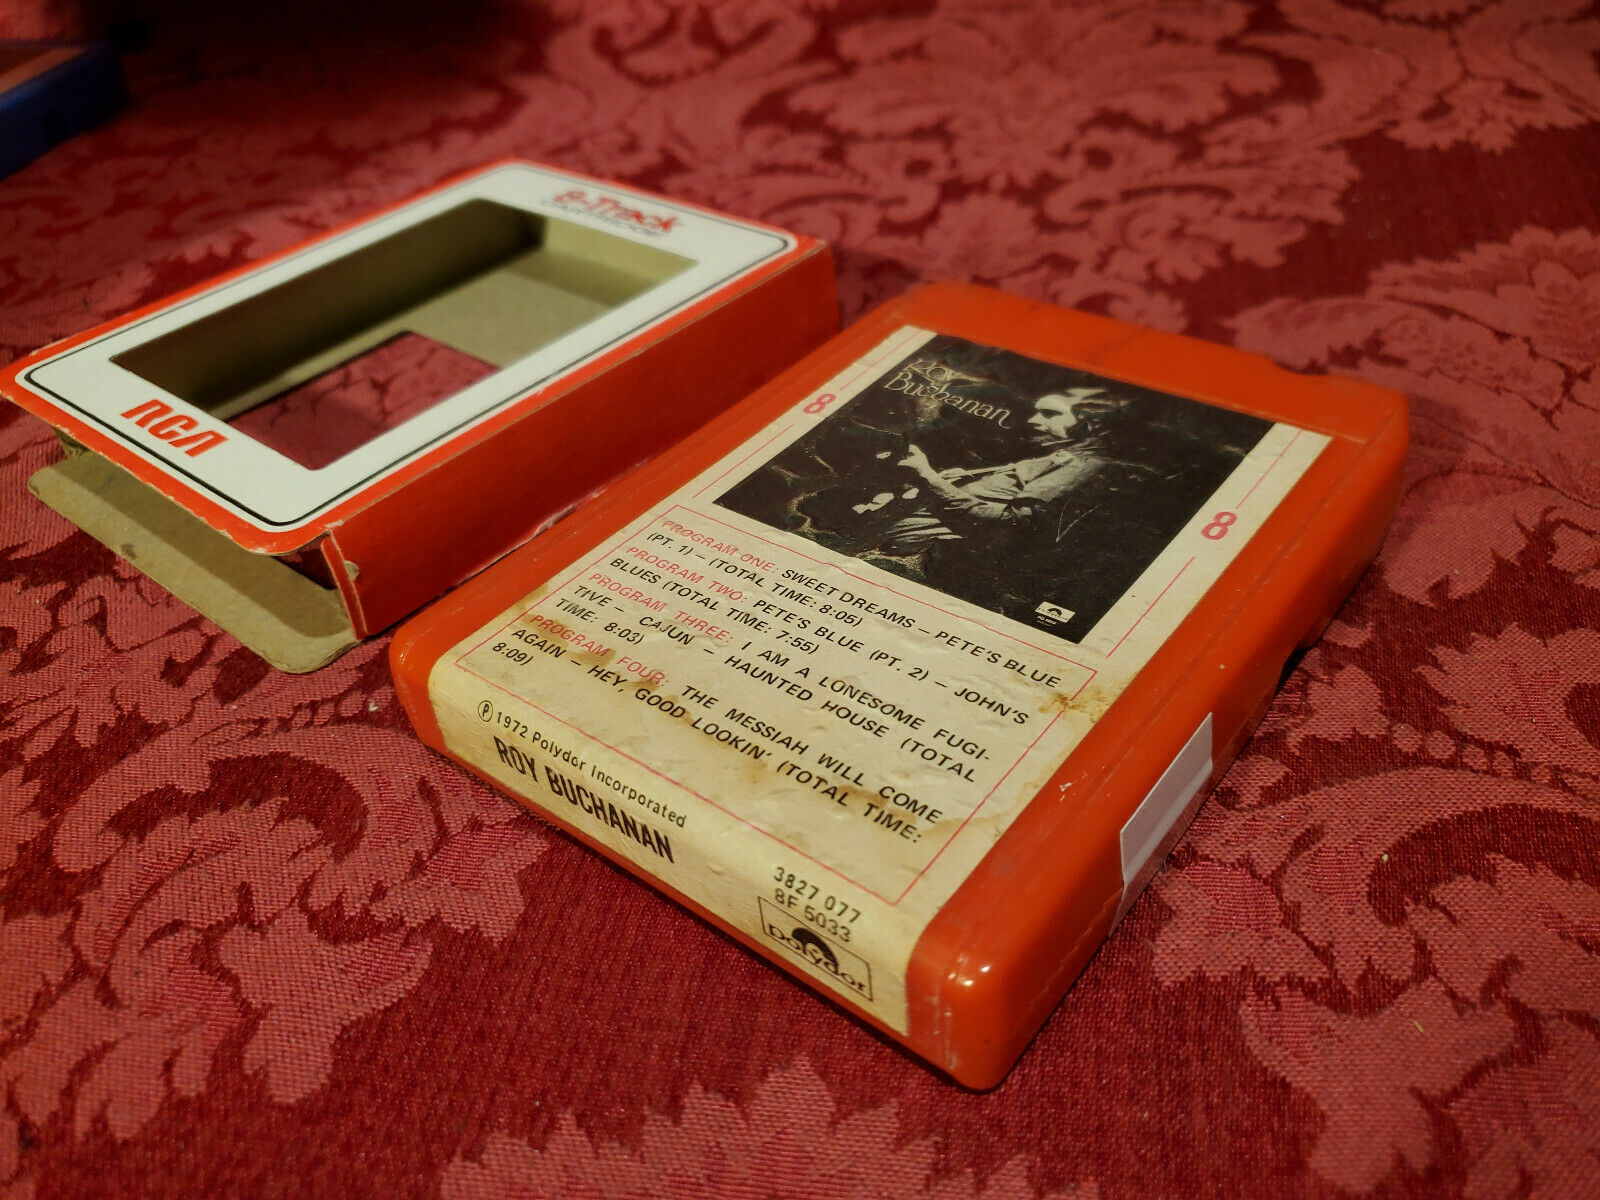 8-Track
CARTRIDGE
RCA
Roy
Buchanan
8
8
PROGRAM ONE: SWEET DREAMS – PETE'S BLUE
(PT. 1) – (TOTAL TIME: 8:05)
PROGRAM TWO: PETE'S BLUE (PT. 2) – JOHN'S
BLUES (TOTAL TIME: 7:55)
PROGRAM THREE: I AM A LONESOME FUGI-
TIVE – CAJUN – HAUNTED HOUSE (TOTAL
TIME: 8:03)
PROGRAM FOUR: THE MESSIAH WILL COME
AGAIN – HEY, GOOD LOOKIN' (TOTAL TIME:
8:09)
℗ 1972 Polydor Incorporated
ROY BUCHANAN
3827 077
8F 5033
polydor